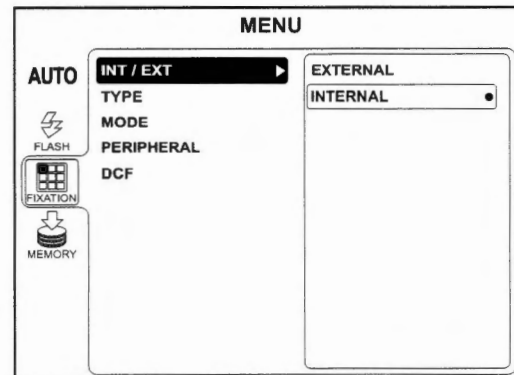 MENU
AUTO
FLASH
FIXATION
MEMORY
INT / EXT
TYPE
MODE
PERIPHERAL
DCF
EXTERNAL
INTERNAL